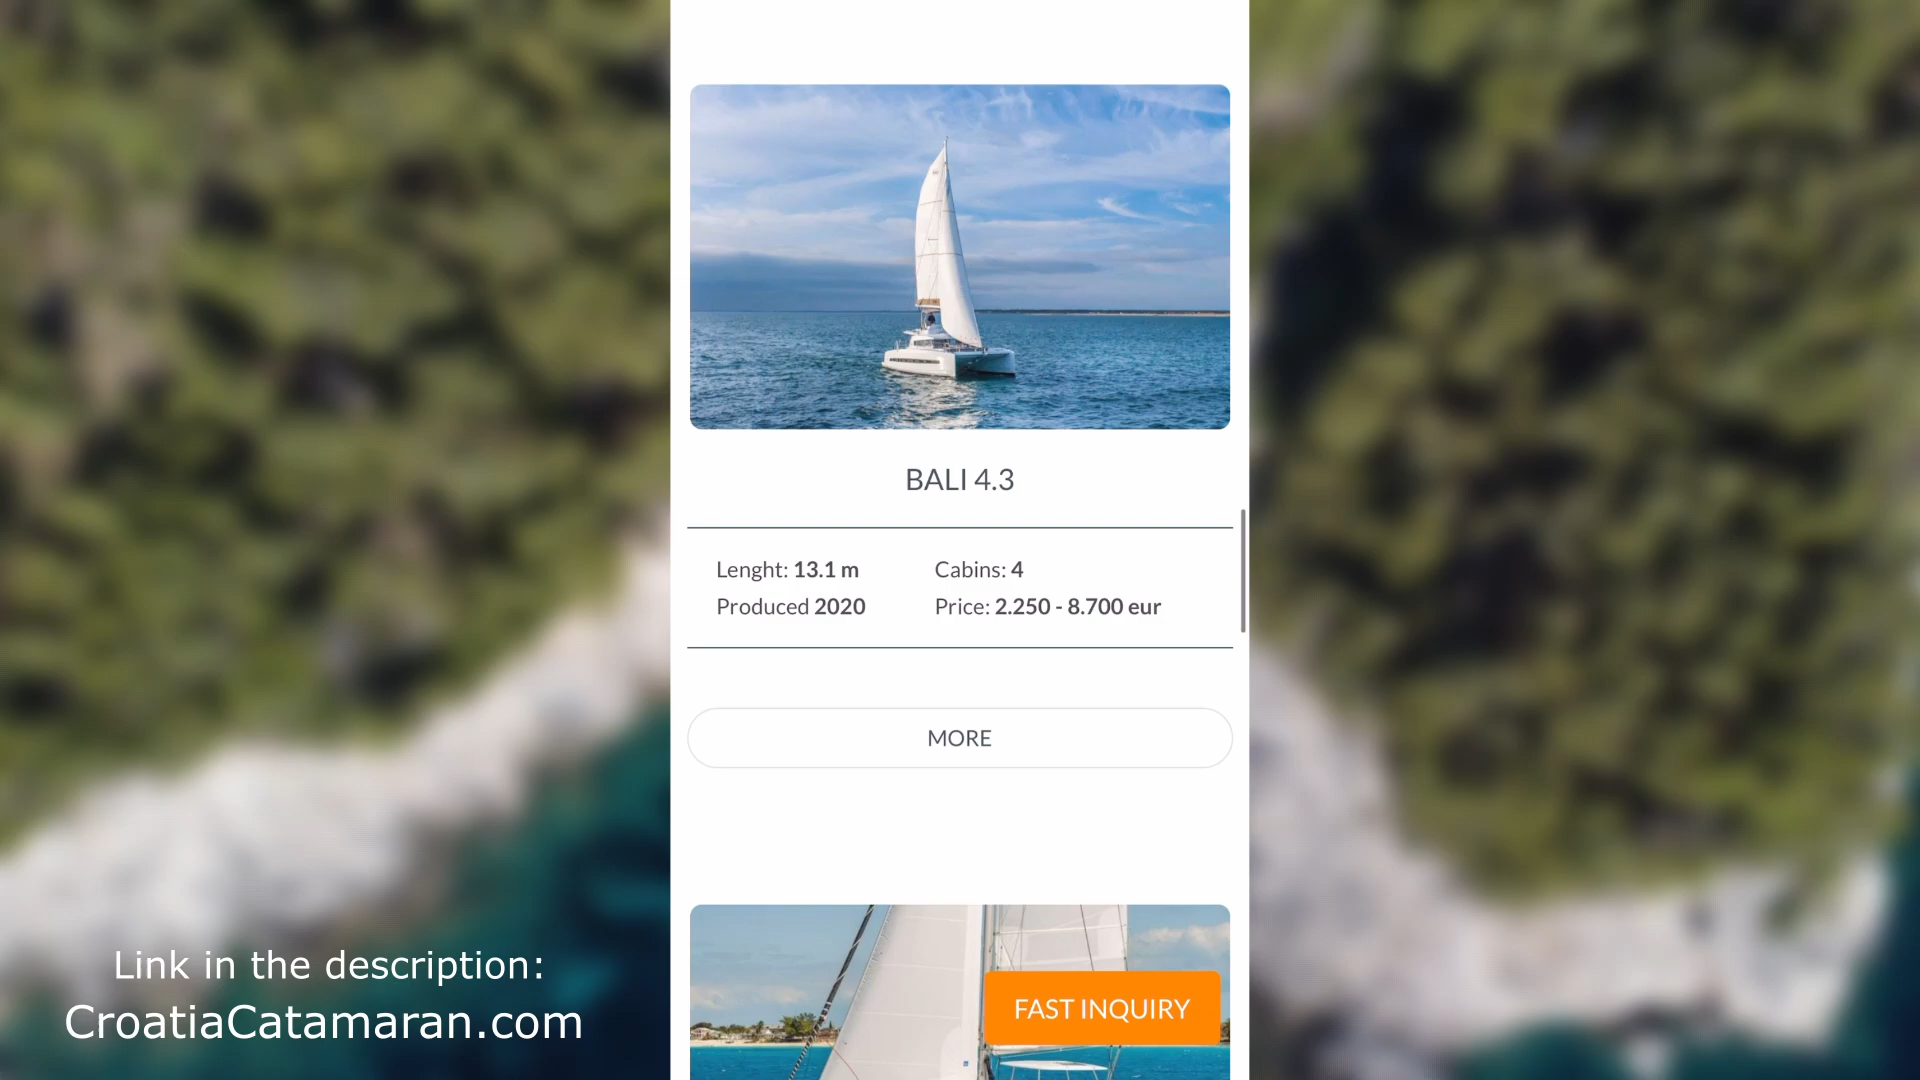 BALI 4.3
Lenght: 13.1 m
Cabins: 4
Produced 2020
Price: 2.250 - 8.700 eur
MORE
FAST INQUIRY
Link in the description:
CroatiaCatamaran.com